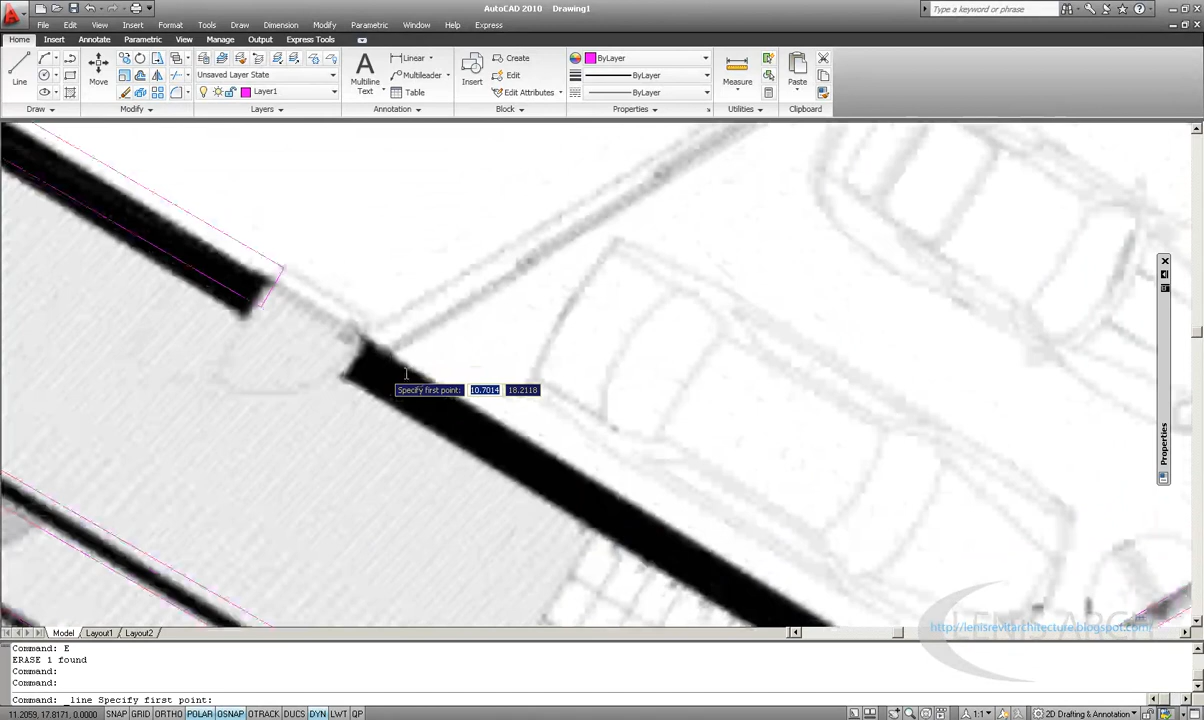 AutoCAD 2010 Drawing1
Type a keyword or phrase
File Edit View Insert Format Tools Draw Dimension Modify Parametric Window Help Express
Home Insert Annotate Parametric View Manage Output Express Tools
Line
Move
Unsaved Layer State
Layer1
Multiline
Text
Linear
Multileader
Table
Insert
Create
Edit
Edit Attributes
ByLayer
ByLayer
ByLayer
Measure
Paste
Draw Modify Layers Annotation Block Properties Utilities Clipboard
Specify first point: 10.7014 18.2118
Properties
LENIS ARCH
http://lenisrevitarchitecture.blogspot.com/
Model Layout1 Layout2
Command: E
ERASE 1 found
Command:
Command:
Command: _line Specify first point:
11.2059, 17.8171, 0.0000 SNAP GRID ORTHO POLAR OSNAP OTRACK DUCS DYN LWT QP
1:1
2D Drafting & Annotation